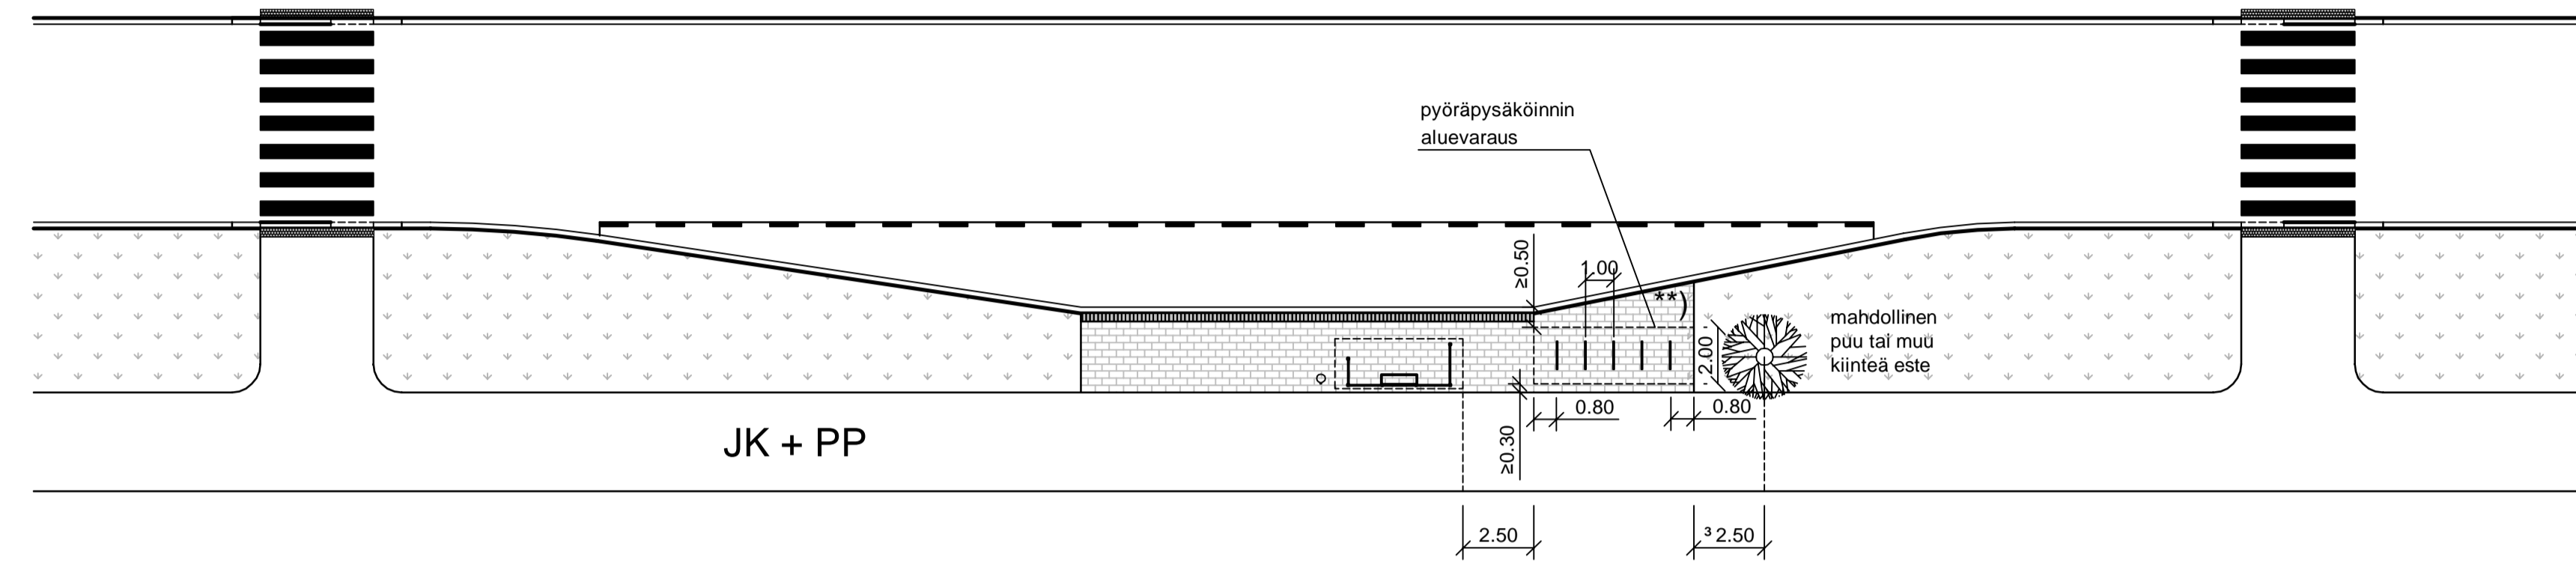 pyöräpysäköinnin
aluevaraus
≥0.50
1.00
**)
mahdollinen
puu tai muu
kiinteä este
2.00
0.80
0.80
JK + PP
≥0.30
2.50
³ 2.50